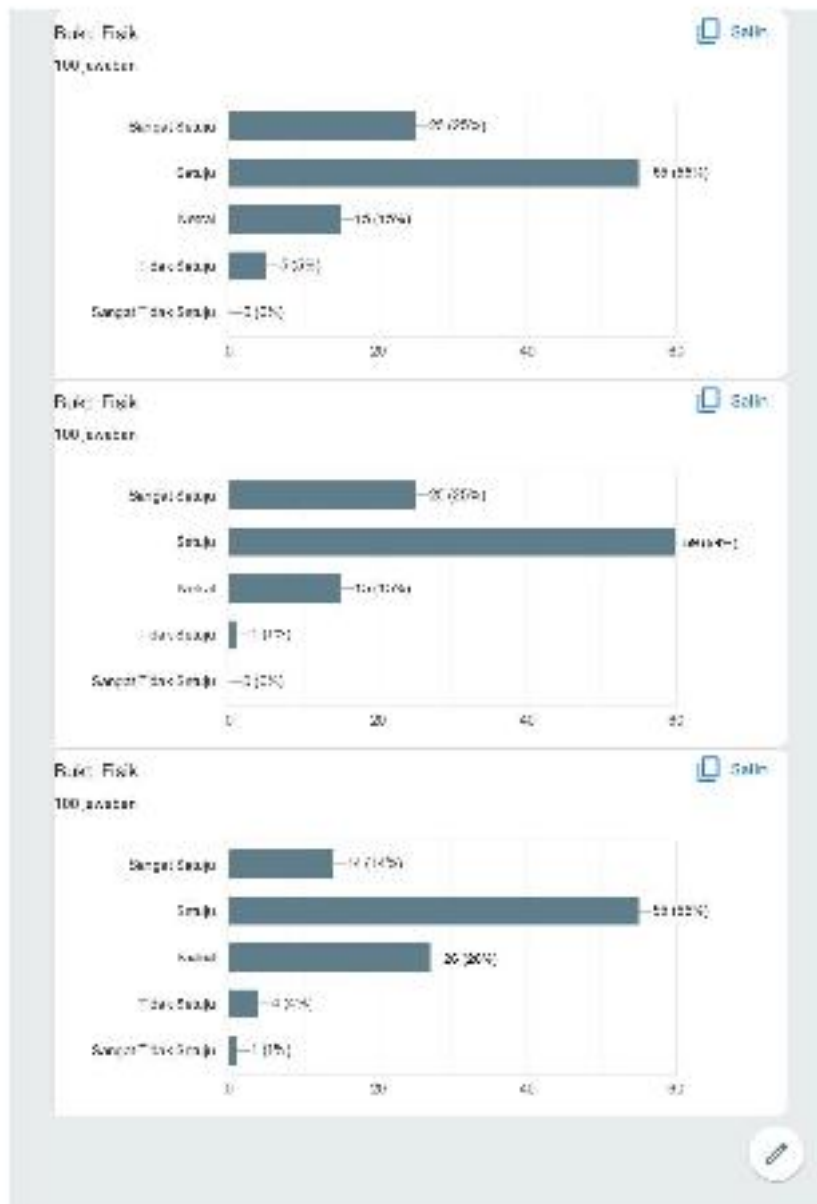 Bukti Fisik
Salin
100 jawaban
Sangat Setuju
25 (25%)
Setuju
55 (55%)
Netral
15 (15%)
Tidak Setuju
5 (5%)
Sangat Tidak Setuju
0 (0%)
0 20 40 60
Bukti Fisik
Salin
100 jawaban
Sangat Setuju
25 (25%)
Setuju
59 (59%)
Netral
15 (15%)
Tidak Setuju
1 (1%)
Sangat Tidak Setuju
0 (0%)
0 20 40 60
Bukti Fisik
Salin
100 jawaban
Sangat Setuju
14 (14%)
Setuju
55 (55%)
Netral
26 (26%)
Tidak Setuju
4 (4%)
Sangat Tidak Setuju
1 (1%)
0 20 40 60